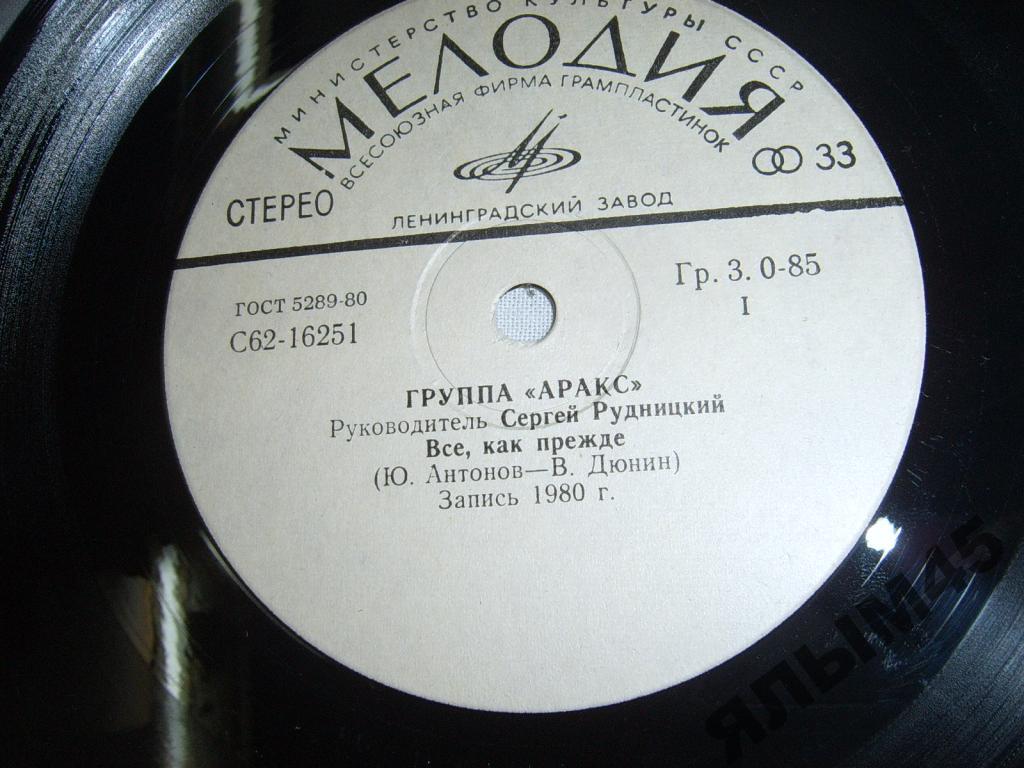 МИНИСТЕРСТВО КУЛЬТУРЫ СССР
МЕЛОДИЯ
ВСЕСОЮЗНАЯ ФИРМА ГРАМПЛАСТИНОК
СТЕРЕО
33
ЛЕНИНГРАДСКИЙ ЗАВОД
ГОСТ 5289-80
Гр. 3. 0-85
С62-16251
I
ГРУППА «АРАКС»
Руководитель Сергей Рудницкий
Все, как прежде
(Ю. Антонов—В. Дюнин)
Запись 1980 г.
ЯЛЫМ45